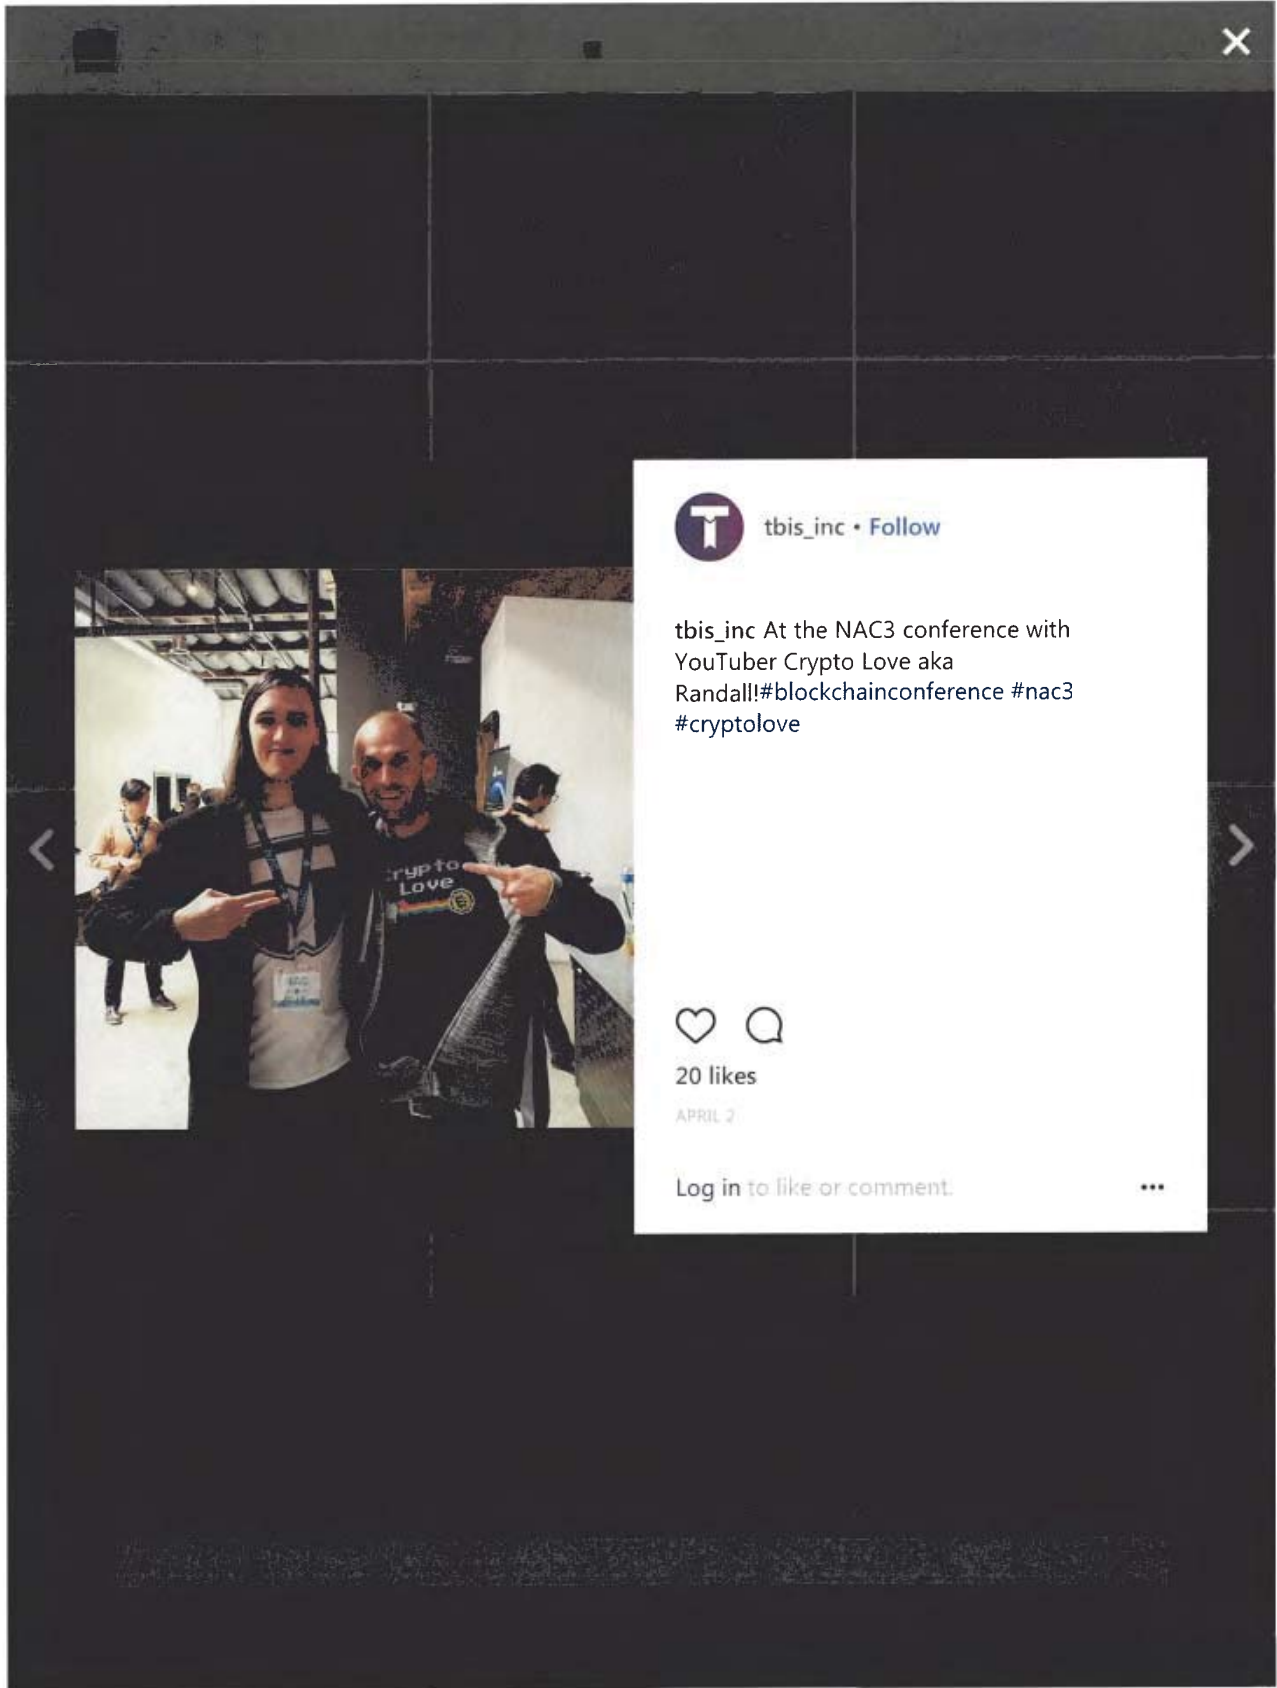 tbis_inc • Follow
tbis_inc At the NAC3 conference with
YouTuber Crypto Love aka
Randall!#blockchainconference #nac3
#cryptolove
Crypto
Love
20 likes
APRIL 2
Log in to like or comment.